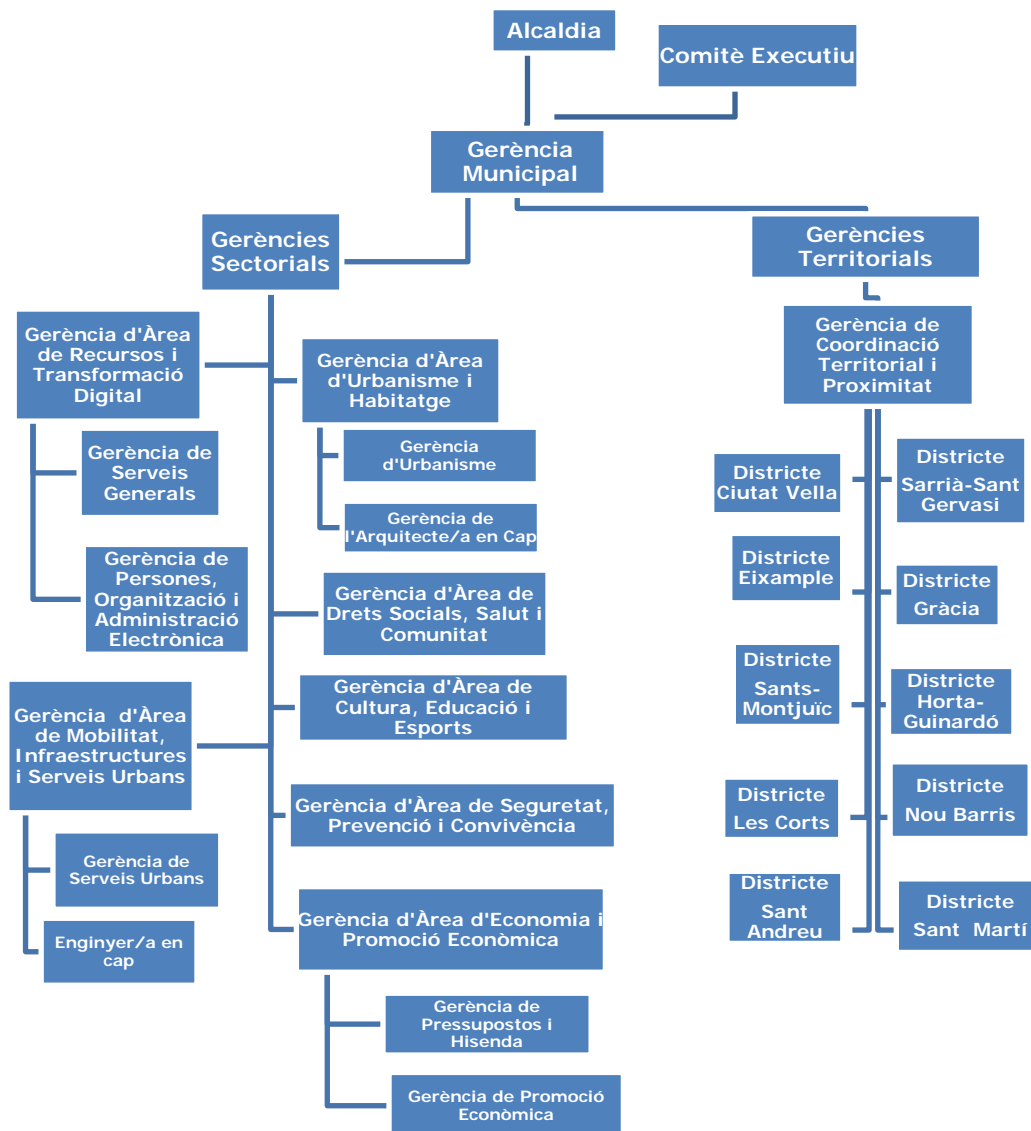 Alcaldia
Comitè Executiu
Gerència
Municipal
Gerències
Sectorials
Gerències
Territorials
Gerència d'Àrea
de Recursos i
Transformació
Digital
Gerència de
Serveis
Generals
Gerència de
Persones,
Organització i
Administració
Electrònica
Gerència d'Àrea
de Mobilitat,
Infraestructures
i Serveis Urbans
Gerència de
Serveis Urbans
Enginyer/a en
cap
Gerència d'Àrea
d'Urbanisme i
Habitatge
Gerència
d'Urbanisme
Gerència de
l'Arquitecte/a en Cap
Gerència d'Àrea de
Drets Socials, Salut i
Comunitat
Gerència d'Àrea de
Cultura, Educació i
Esports
Gerència d'Àrea de Seguretat,
Prevenció i Convivència
Gerència d'Àrea d'Economia i
Promoció Econòmica
Gerència de
Pressupostos i
Hisenda
Gerència de Promoció
Econòmica
Gerència de
Coordinació
Territorial i
Proximitat
Districte
Ciutat Vella
Districte
Sarrià-Sant
Gervasi
Districte
Eixample
Districte
Gràcia
Districte
Sants-
Montjuïc
Districte
Horta-
Guinardó
Districte
Les Corts
Districte
Nou Barris
Districte
Sant
Andreu
Districte
Sant Martí